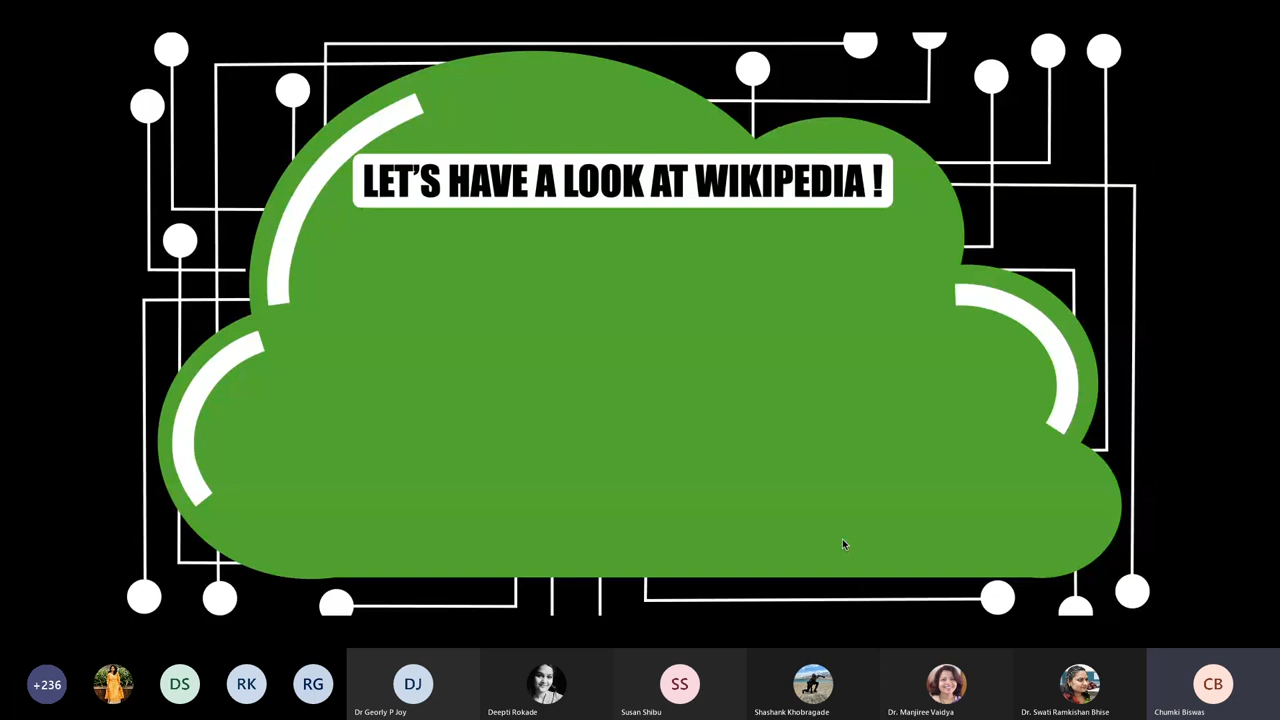 LET'S HAVE A LOOK AT WIKIPEDIA !
+236
DS
RK
RG
DJ
SS
CB
Dr Georly P Joy
Deepti Rokade
Susan Shibu
Shashank Khobragade
Dr. Manjiree Vaidya
Dr. Swati Ramkishan Bhise
Chumki Biswas